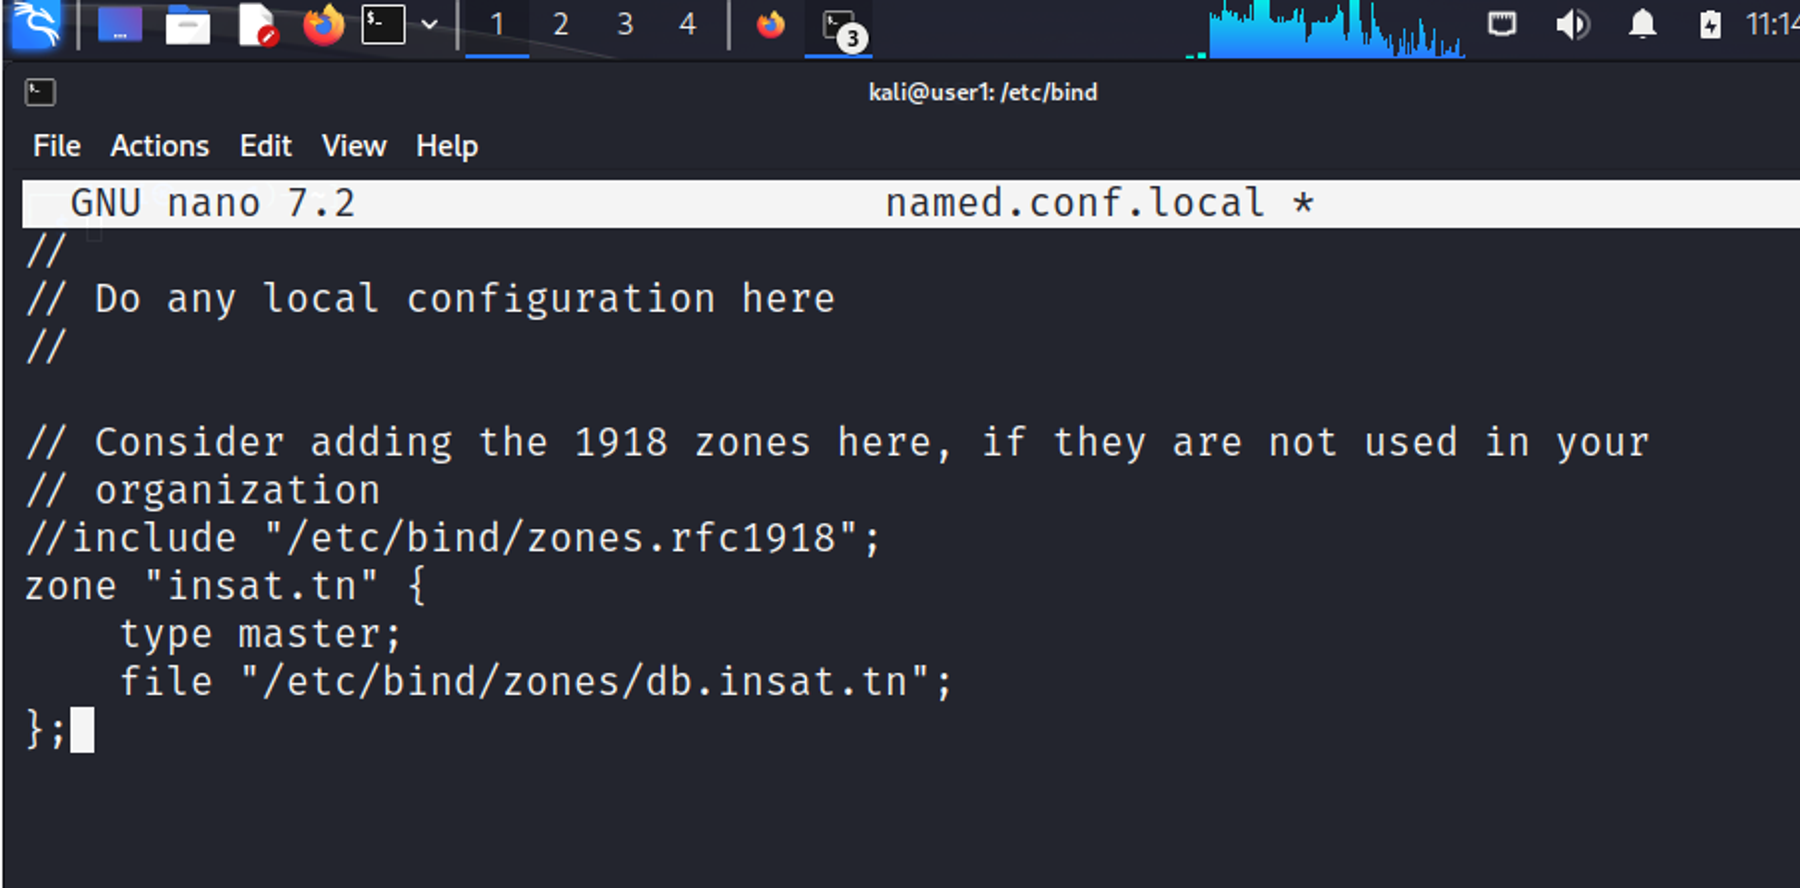 1 2 3 4 3
kali@user1: /etc/bind
File Actions Edit View Help
GNU nano 7.2 named.conf.local *
//
// Do any local configuration here
//
// Consider adding the 1918 zones here, if they are not used in your
// organization
//include "/etc/bind/zones.rfc1918";
zone "insat.tn" {
type master;
file "/etc/bind/zones/db.insat.tn";
};